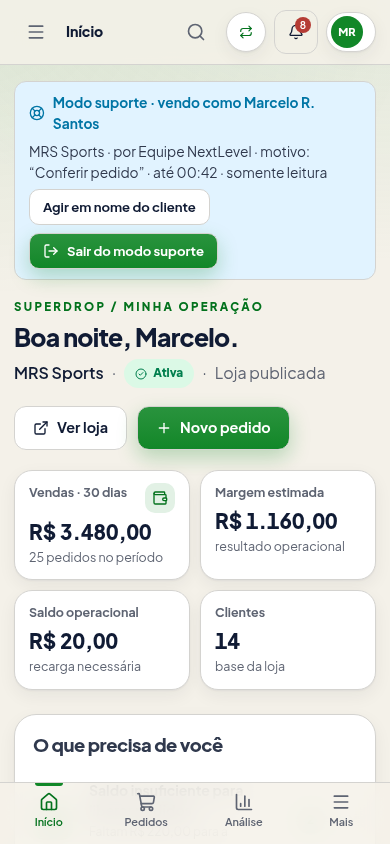 Início
8
MR
Modo suporte · vendo como Marcelo R.
Santos
MRS Sports · por Equipe NextLevel · motivo:
“Conferir pedido” · até 00:42 · somente leitura
Agir em nome do cliente
Sair do modo suporte
SUPERDROP / MINHA OPERAÇÃO
Boa noite, Marcelo.
MRS Sports · Ativa · Loja publicada
Ver loja
Novo pedido
Vendas · 30 dias
R$ 3.480,00
25 pedidos no período
Margem estimada
R$ 1.160,00
resultado operacional
Saldo operacional
R$ 20,00
recarga necessária
Clientes
14
base da loja
O que precisa de você
Saldo insuficiente para
Início
Pedidos
Análise
Mais